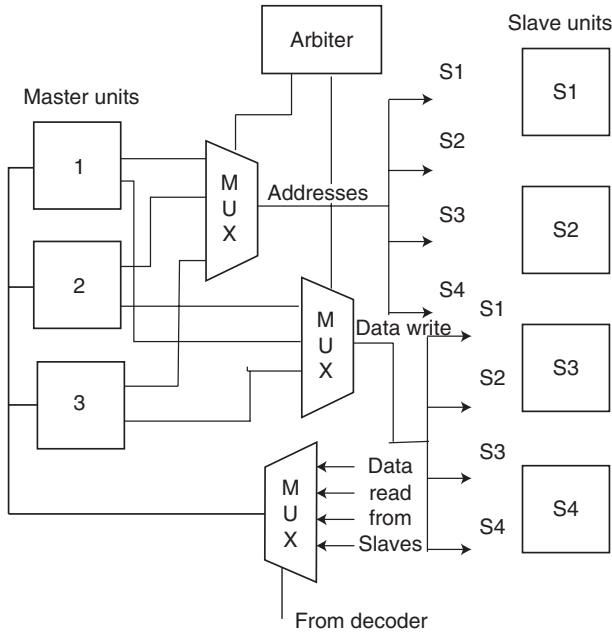 Arbiter
Slave units
Master units
S1
S1
1
S2
M
U
X
Addresses
S3
S2
2
S4
S1
M
U
X
Data write
S3
3
S2
M
U
X
Data
read
from
Slaves
S3
S4
S4
From decoder